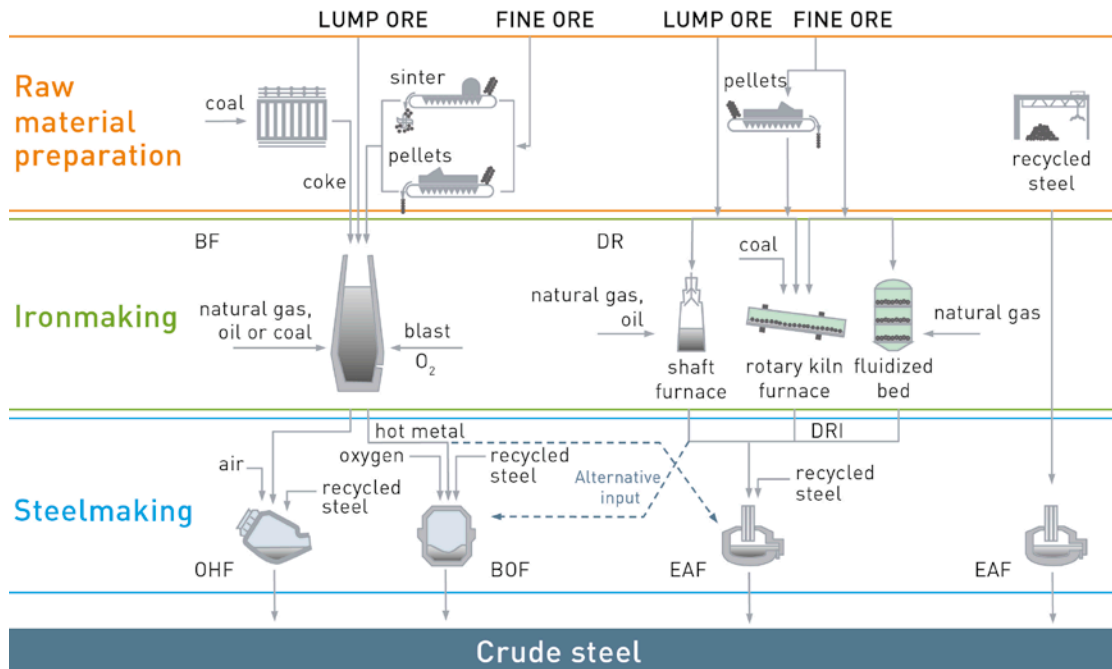 LUMP ORE
FINE ORE
LUMP ORE
FINE ORE
Raw
material
preparation
coal
sinter
pellets
coke
pellets
recycled
steel
Ironmaking
BF
natural gas,
oil or coal
blast
O₂
DR
natural gas,
oil
coal
natural gas
shaft
furnace
rotary kiln
furnace
fluidized
bed
Steelmaking
hot metal
air
recycled
steel
oxygen
recycled
steel
Alternative
input
DRI
recycled
steel
OHF
BOF
EAF
EAF
Crude steel